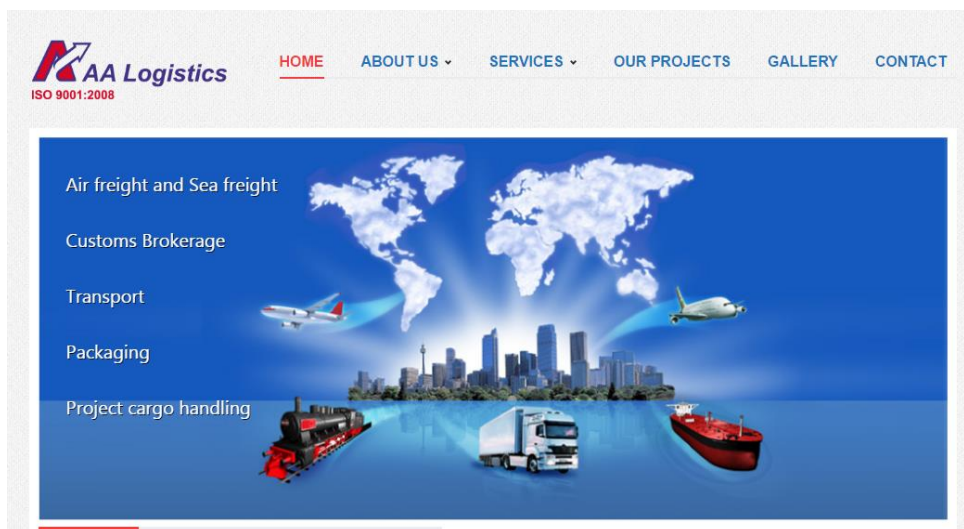 AA Logistics
ISO 9001:2008
HOME ABOUT US SERVICES OUR PROJECTS GALLERY CONTACT
Air freight and Sea freight
Customs Brokerage
Transport
Packaging
Project cargo handling